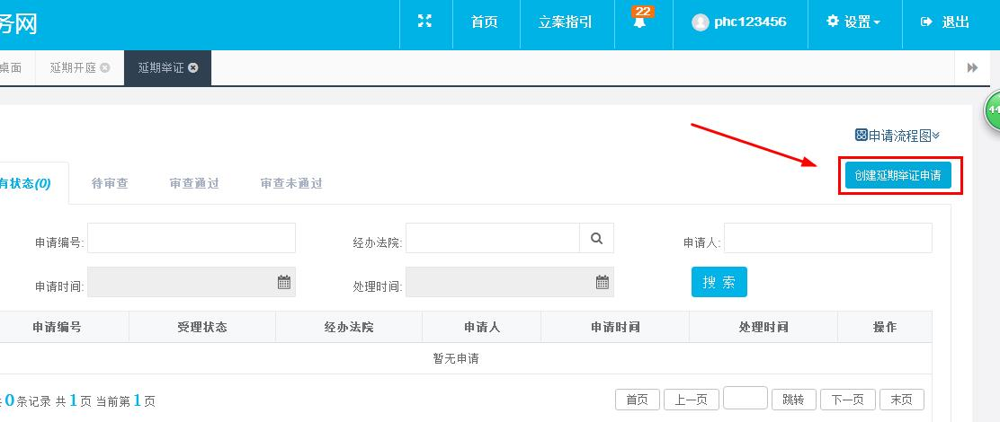 务网 首页 立案指引 22 phc123456 设置 退出
桌面 延期开庭 延期举证
44
申请流程图
有状态(0) 待审查 审查通过 审查未通过 创建延期举证申请
申请编号: 经办法院: 申请人:
申请时间: 处理时间: 搜 索
申请编号 受理状态 经办法院 申请人 申请时间 处理时间 操作
暂无申请
共0条记录 共1页 当前第1页 首页 上一页 跳转 下一页 末页